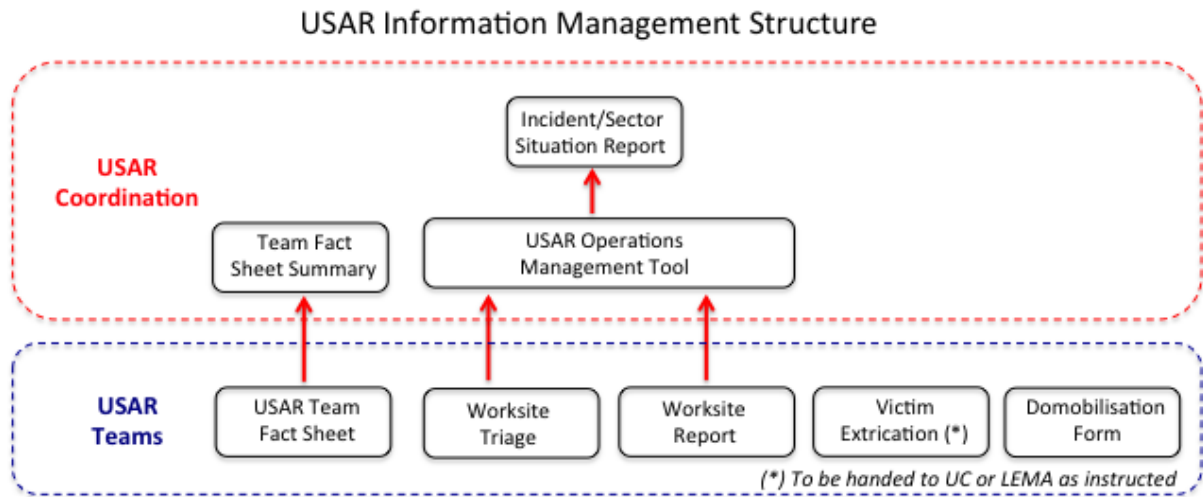 USAR Information Management Structure
Incident/Sector
Situation Report
USAR
Coordination
Team Fact
Sheet Summary
USAR Operations
Management Tool
USAR
Teams
USAR Team
Fact Sheet
Worksite
Triage
Worksite
Report
Victim
Extrication (*)
Domobilisation
Form
(*) To be handed to UC or LEMA as instructed